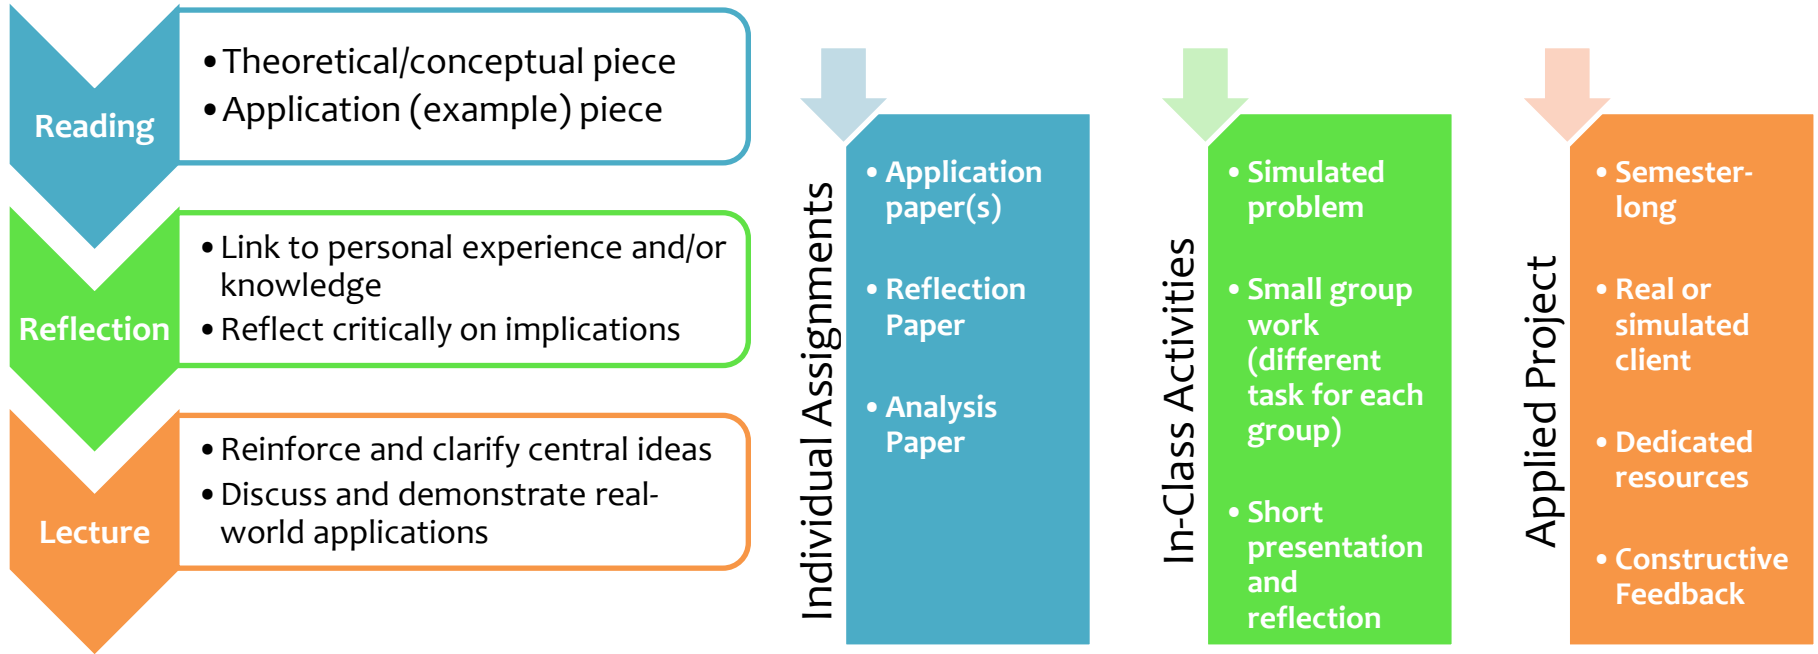 Reading
• Theoretical/conceptual piece
• Application (example) piece
Reflection
• Link to personal experience and/or
knowledge
• Reflect critically on implications
Lecture
• Reinforce and clarify central ideas
• Discuss and demonstrate real-
world applications
Individual Assignments
• Application
paper(s)
• Reflection
Paper
• Analysis
Paper
In-Class Activities
• Simulated
problem
• Small group
work
(different
task for each
group)
• Short
presentation
and
reflection
Applied Project
• Semester-
long
• Real or
simulated
client
• Dedicated
resources
• Constructive
Feedback